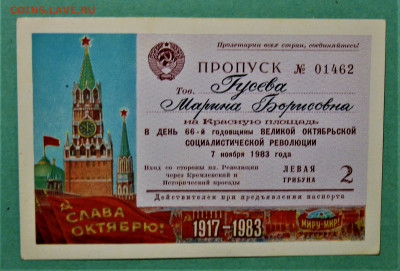 COINS.LAVE.RU
Пролетарии всех стран, соединяйтесь!
ПРОПУСК № 01462
Тов. Гусева
Марина Борисовна
на Красную площадь
В ДЕНЬ 66-й годовщины ВЕЛИКОЙ ОКТЯБРЬСКОЙ
СОЦИАЛИСТИЧЕСКОЙ РЕВОЛЮЦИИ
7 ноября 1983 года
Вход со стороны пл. Революции
через Кремлевский и
Исторический проезды
ЛЕВАЯ
ТРИБУНА
2
Действителен при предъявлении паспорта
СЛАВА
ОКТЯБРЮ!
1917-1983
МИРУ-МИР!